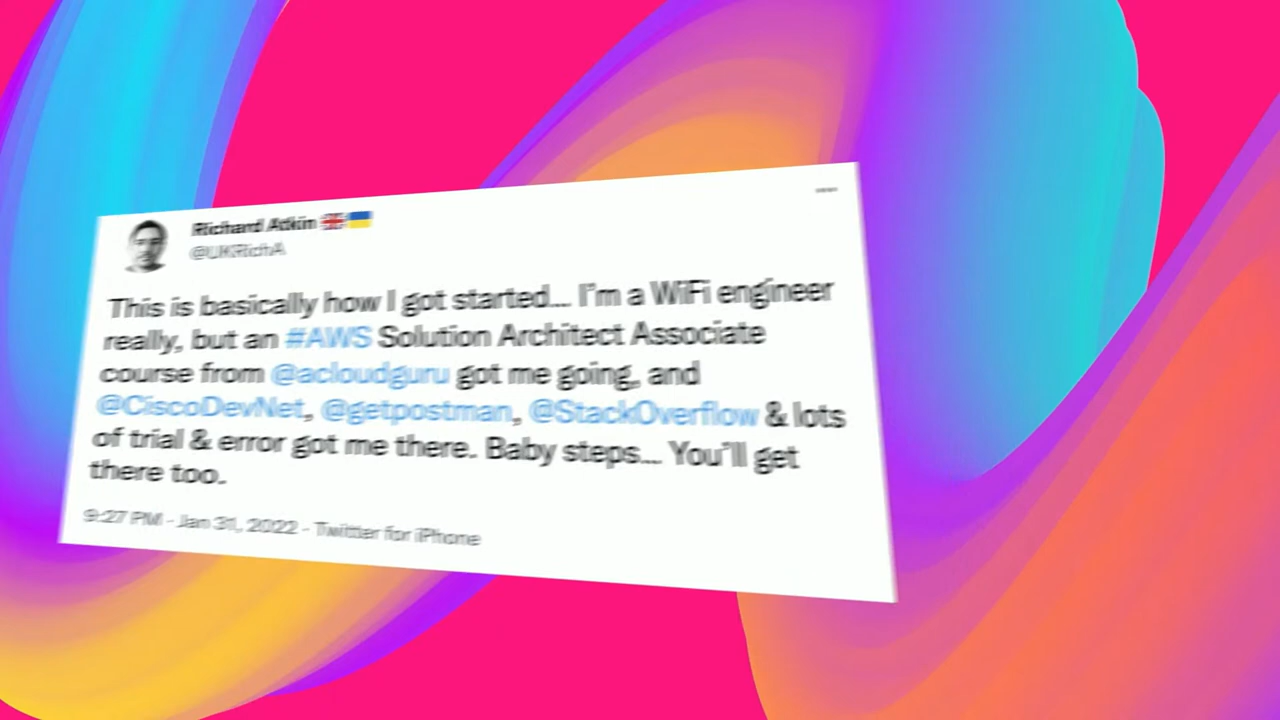 Richard Atkin 🇬🇧🇺🇦
@UKRichA
This is basically how I got started... I'm a WiFi engineer
really, but an #AWS Solution Architect Associate
course from @acloudguru got me going, and
@CiscoDevNet, @getpostman, @StackOverflow & lots
of trial & error got me there. Baby steps... You'll get
there too.
9:27 PM · Jan 31, 2022 · Twitter for iPhone